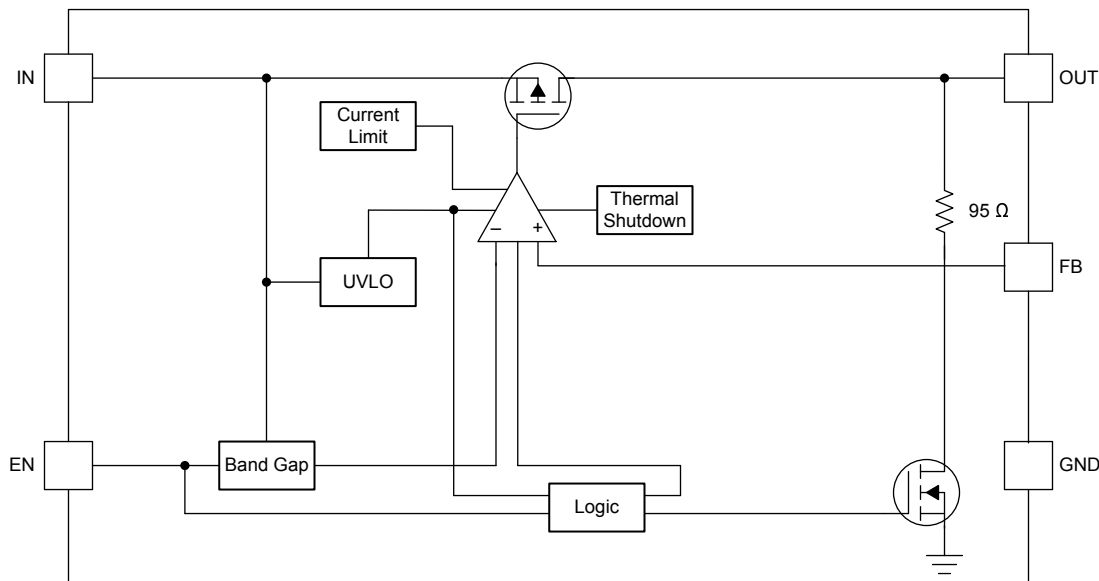 IN
OUT
Current
Limit
Thermal
Shutdown
95 Ω
−
+
UVLO
FB
EN
Band Gap
GND
Logic